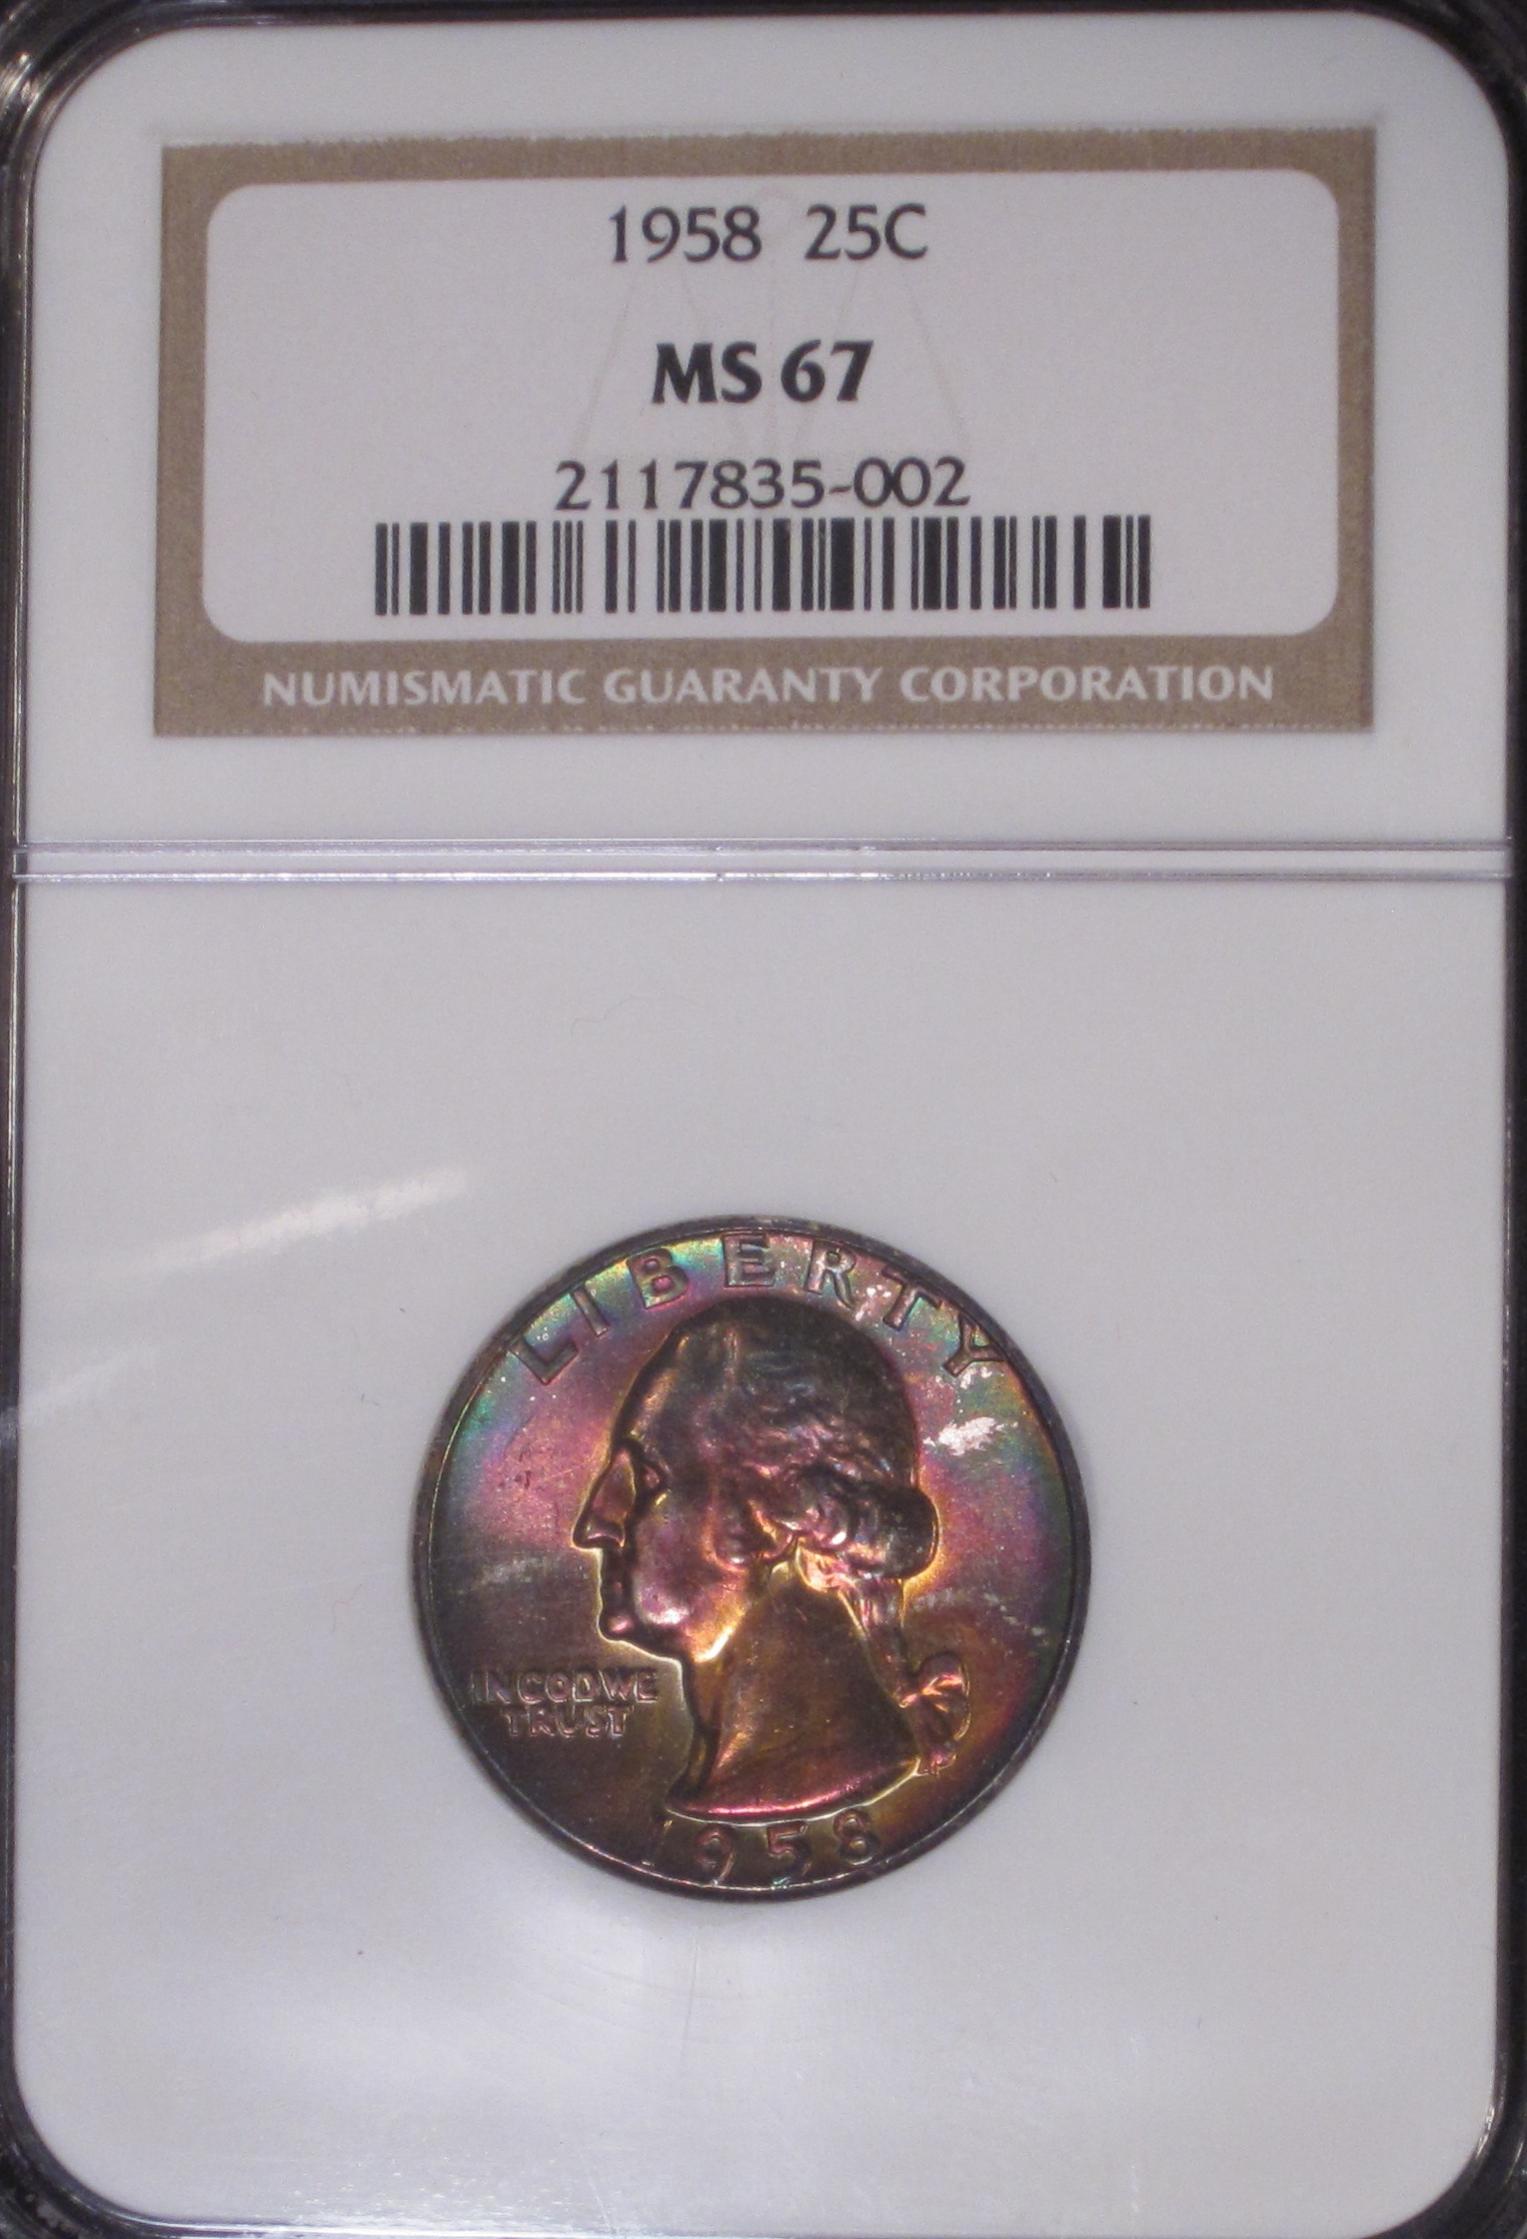 1958 25C
MS 67
2117835-002
NUMISMATIC GUARANTY CORPORATION
LIBERTY
IN GOD WE
TRUST
1958